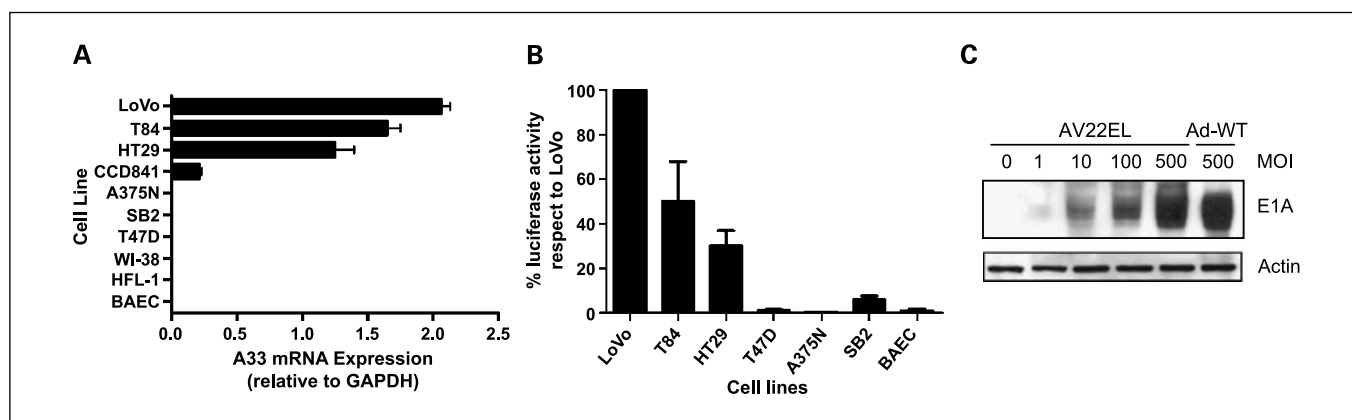 A
LoVo
T84
HT29
CCD841
A375N
SB2
T47D
WI-38
HFL-1
BAEC
Cell Line
0.0 0.5 1.0 1.5 2.0 2.5
A33 mRNA Expression
(relative to GAPDH)
B
% luciferase activity
respect to LoVo
100
80
60
40
20
0
LoVo
T84
HT29
T47D
A375N
SB2
BAEC
Cell lines
C
AV22EL Ad-WT
0 1 10 100 500 500 MOI
E1A
Actin